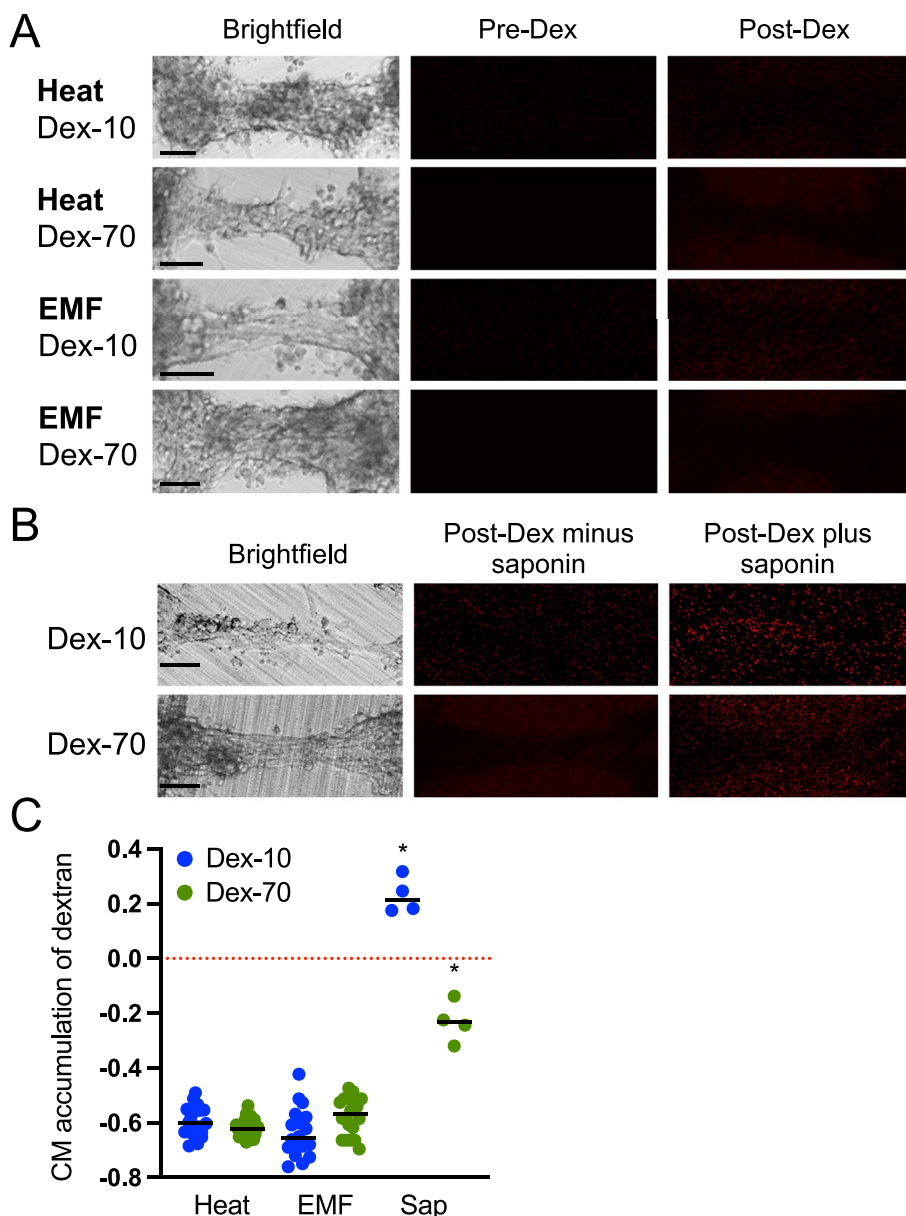 A
Brightfield
Pre-Dex
Post-Dex
Heat
Dex-10
Heat
Dex-70
EMF
Dex-10
EMF
Dex-70
B
Brightfield
Post-Dex minus
saponin
Post-Dex plus
saponin
Dex-10
Dex-70
C
CM accumulation of dextran
0.4
0.2
0.0
-0.2
-0.4
-0.6
-0.8
Dex-10
Dex-70
*
*
Heat
EMF
Sap